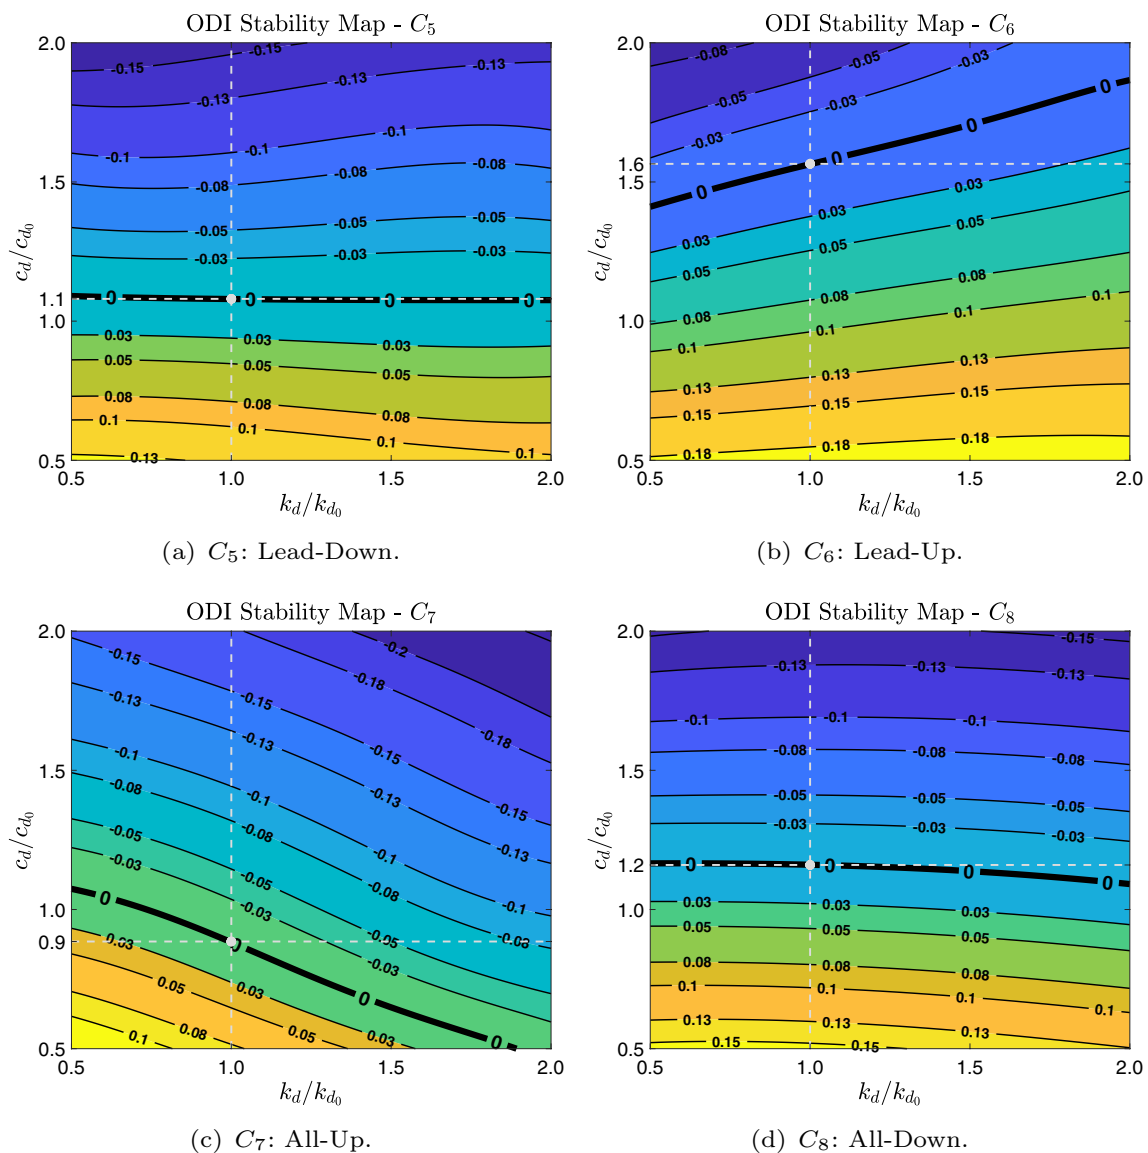 ODI Stability Map - C5
2.0
1.5
1.1
1.0
0.5
cd/cd0
-0.15
-0.13
-0.13
-0.1
-0.1
-0.1
-0.08
-0.08
-0.08
-0.05
-0.05
-0.05
-0.03
-0.03
-0.03
0 0 0 0
0.03 0.03 0.03
0.05 0.05 0.05
0.08 0.08 0.08
0.1 0.1 0.1 0.1
0.13
0.5 1.0 1.5 2.0
kd/kd0
(a) C5: Lead-Down.
ODI Stability Map - C6
2.0
1.6
1.5
1.0
0.5
cd/cd0
-0.08
-0.05
-0.05
-0.03
-0.03
-0.03
0 0 0 0
0.03 0.03 0.03
0.05 0.05 0.05
0.08 0.08 0.08
0.1 0.1 0.1 0.1
0.13 0.13 0.13
0.15 0.15 0.15
0.18 0.18 0.18
0.5 1.0 1.5 2.0
kd/kd0
(b) C6: Lead-Up.
ODI Stability Map - C7
2.0
1.5
1.0
0.9
0.5
cd/cd0
-0.2
-0.18
-0.18
-0.15 -0.15 -0.15
-0.13 -0.13 -0.13 -0.13
-0.1 -0.1 -0.1 -0.1
-0.08 -0.08 -0.08 -0.08
-0.05 -0.05 -0.05
-0.03 -0.03 -0.03
0 0 0 0
0.03 0.03 0.03
0.05 0.05
0.08
0.1
0.5 1.0 1.5 2.0
kd/kd0
(c) C7: All-Up.
ODI Stability Map - C8
2.0
1.5
1.2
1.0
0.5
cd/cd0
-0.15
-0.13 -0.13
-0.1 -0.1 -0.1
-0.08 -0.08 -0.08
-0.05 -0.05 -0.05
-0.03 -0.03 -0.03
0 0 0 0
0.03 0.03 0.03
0.05 0.05 0.05
0.08 0.08 0.08
0.1 0.1 0.1 0.1
0.13 0.13 0.13
0.15 0.15
0.5 1.0 1.5 2.0
kd/kd0
(d) C8: All-Down.